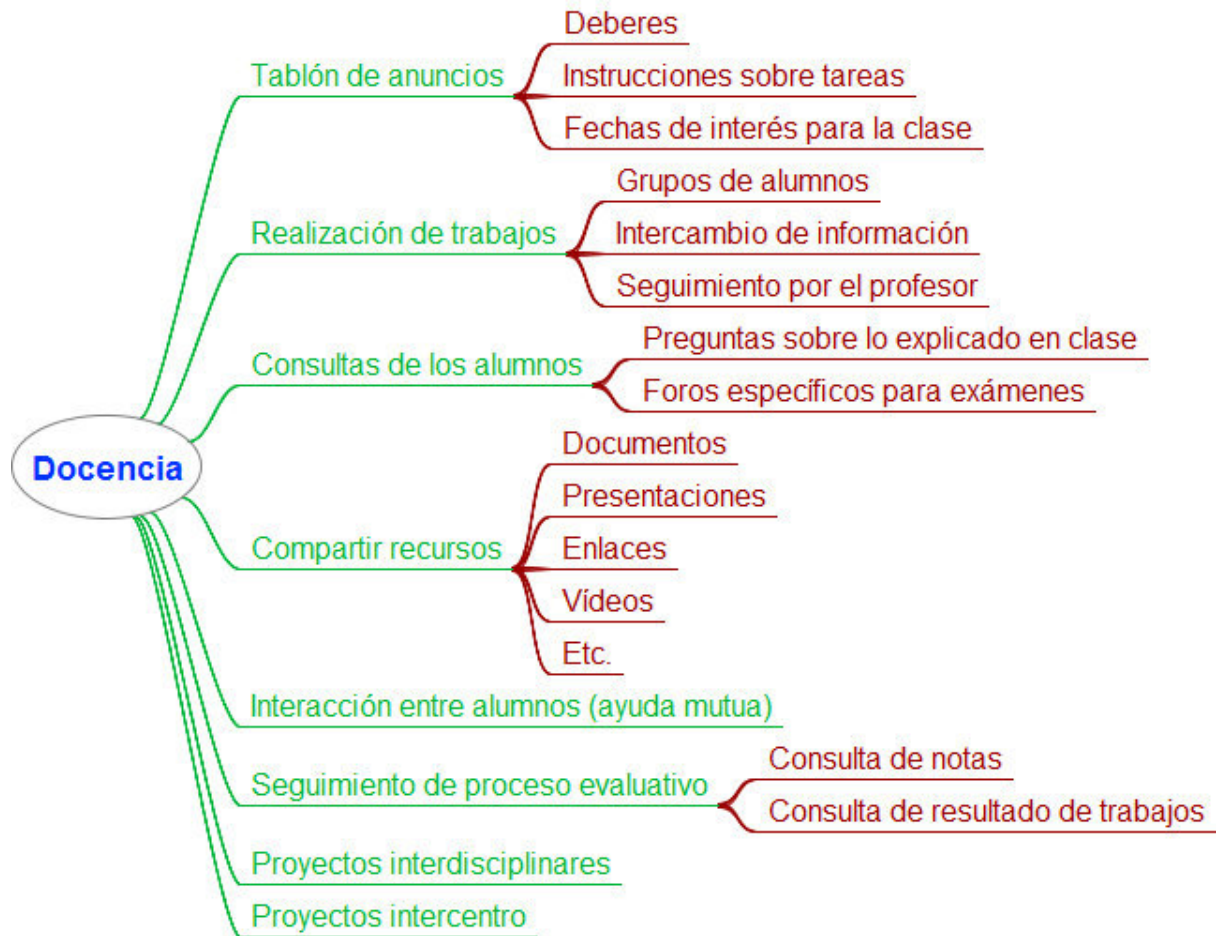 Docencia
Tablón de anuncios
Deberes
Instrucciones sobre tareas
Fechas de interés para la clase
Realización de trabajos
Grupos de alumnos
Intercambio de información
Seguimiento por el profesor
Consultas de los alumnos
Preguntas sobre lo explicado en clase
Foros específicos para exámenes
Compartir recursos
Documentos
Presentaciones
Enlaces
Vídeos
Etc.
Interacción entre alumnos (ayuda mutua)
Seguimiento de proceso evaluativo
Consulta de notas
Consulta de resultado de trabajos
Proyectos interdisciplinares
Proyectos intercentro